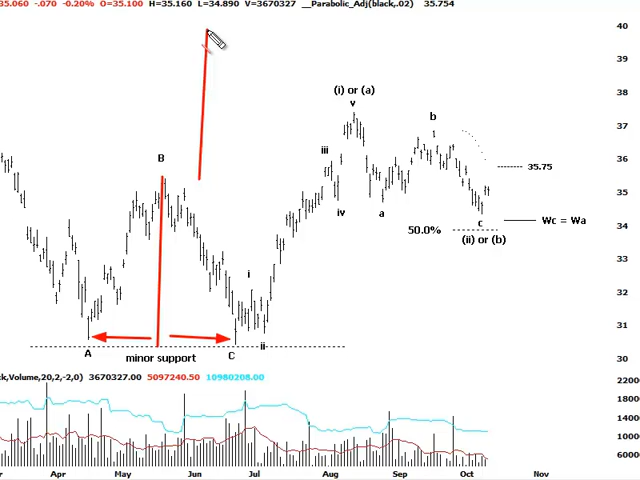 35.060 -.070 -0.20% O=35.100 H=35.160 L=34.890 V=3670327 __Parabolic_Adj(black,.02) 35.754
40
39
38
37
36
35
34
33
32
31
30
(i) or (a)
v
b
iii
B
35.75
iv
a
c
Wc = Wa
50.0%
(ii) or (b)
i
ii
A
minor support
C
ck,Volume,20,2,-2,0) 3670327.00 5097240.50 10980208.00
2200
1800
1400
1000
60000
r Apr May Jun Jul Aug Sep Oct Nov